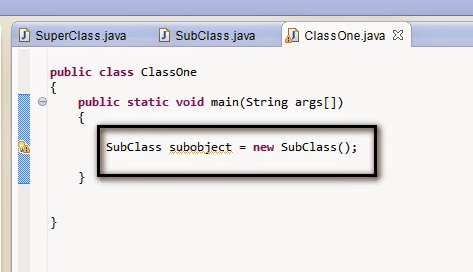 SuperClass.java SubClass.java ClassOne.java
public class ClassOne
{
public static void main(String args[])
{
SubClass subobject = new SubClass();
}
}